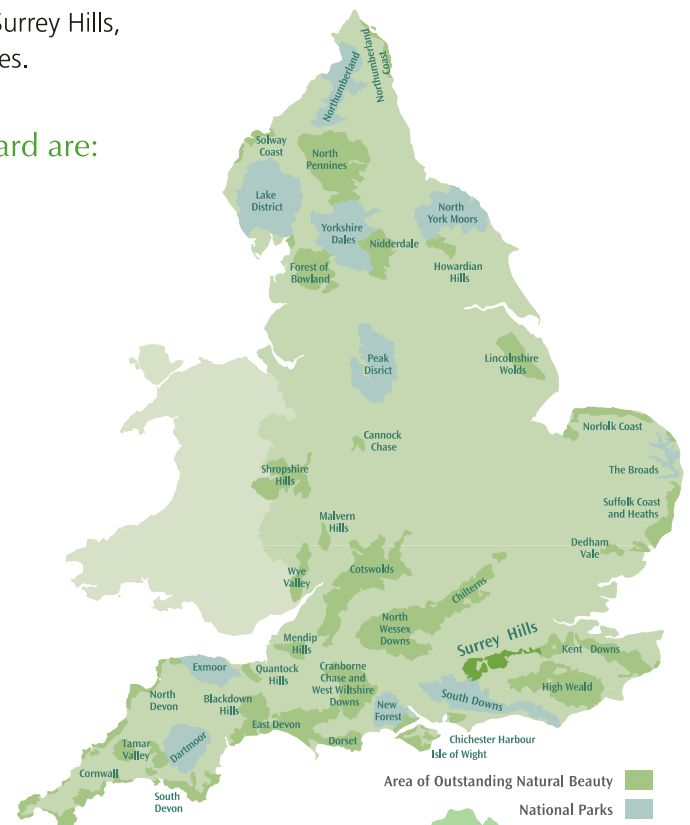 Surrey Hills,
es.
ard are:
Northumberland
Northumberland
Coast
Solway
Coast
North
Pennines
Lake
District
Yorkshire
Dales
Nidderdale
North
York Moors
Forest of
Bowland
Howardian
Hills
Peak
Disrict
Lincolnshire
Wolds
Cannock
Chase
Norfolk Coast
The Broads
Shropshire
Hills
Suffolk Coast
and Heaths
Malvern
Hills
Dedham
Vale
Wye
Valley
Cotswolds
Chilterns
North
Wessex
Downs
Surrey Hills
Mendip
Hills
Kent Downs
Exmoor
Quantock
Hills
Cranborne
Chase and
West Wiltshire
Downs
High Weald
North
Devon
Blackdown
Hills
South Downs
New
Forest
East Devon
Tamar
Valley
Dartmoor
Dorset
Chichester Harbour
Isle of Wight
Cornwall
South
Devon
Area of Outstanding Natural Beauty
National Parks